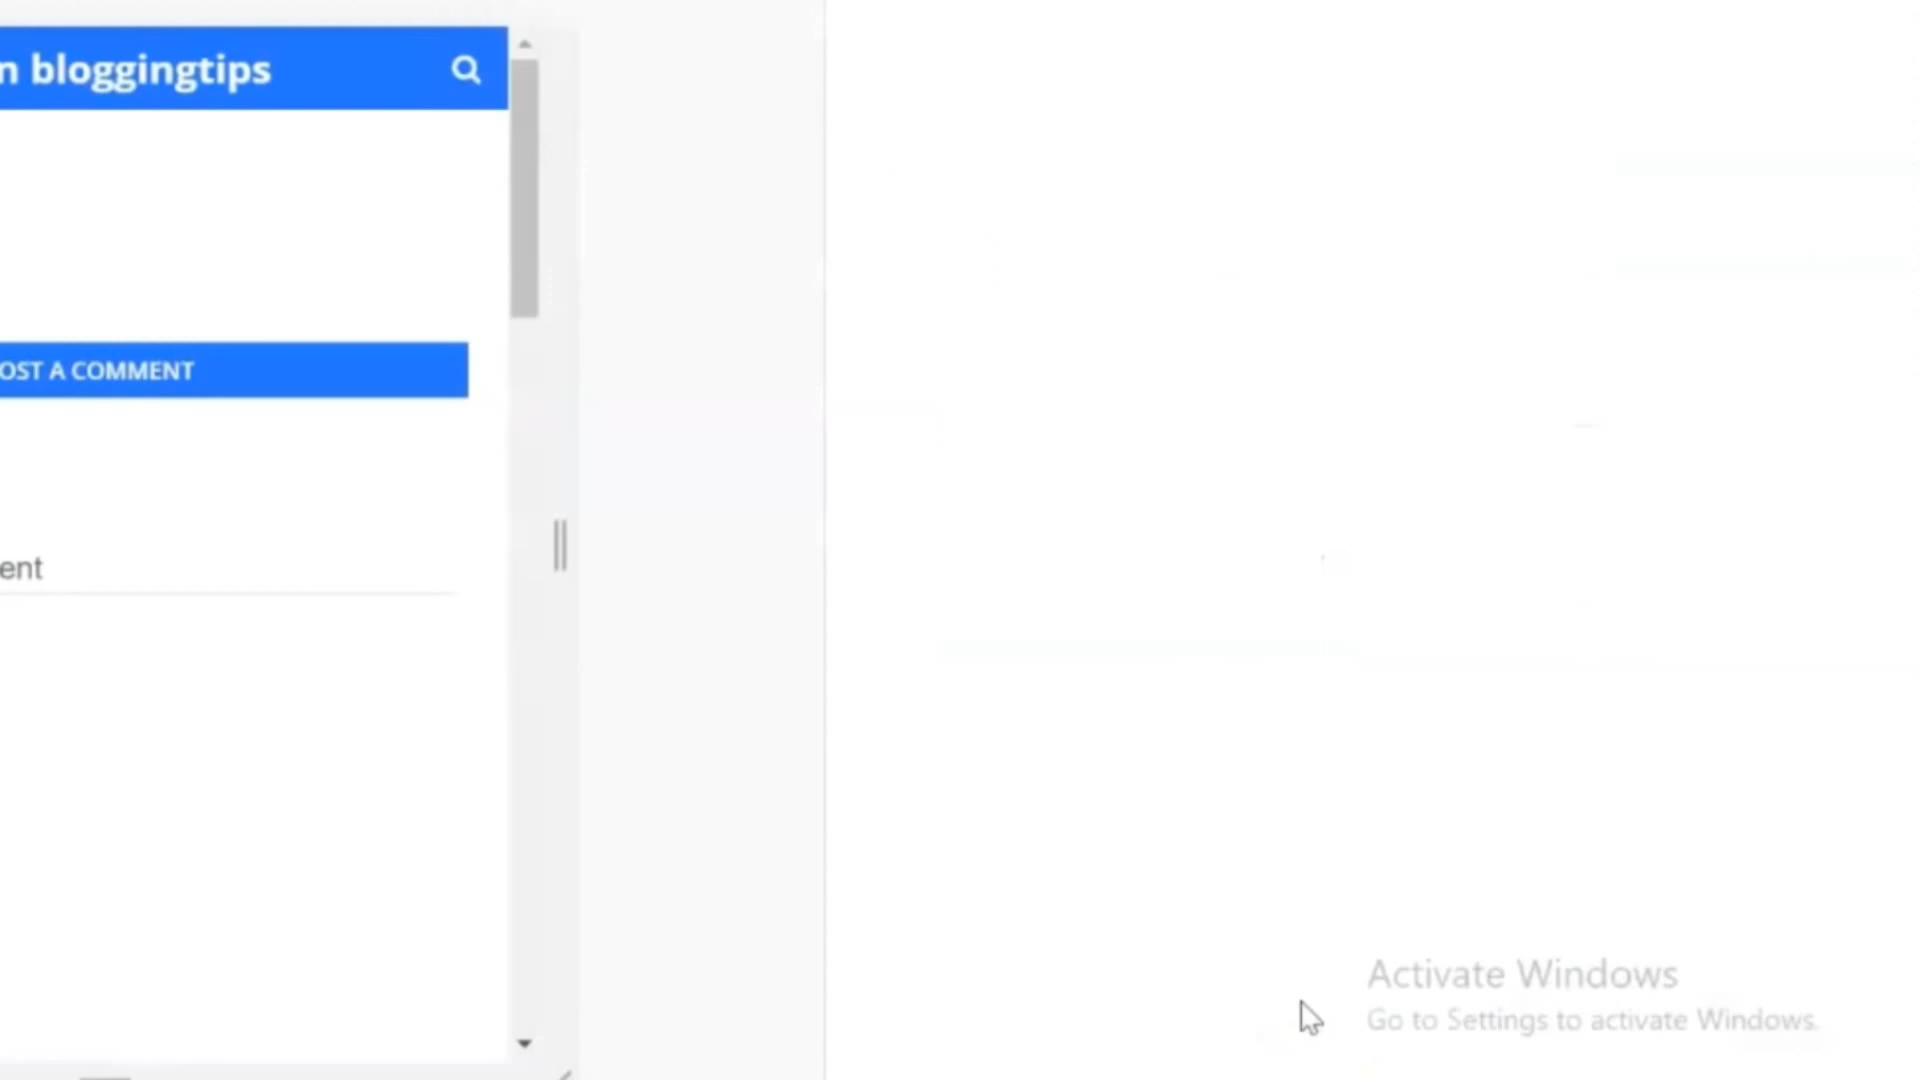 n bloggingtips
OST A COMMENT
ent
Activate Windows
Go to Settings to activate Windows.